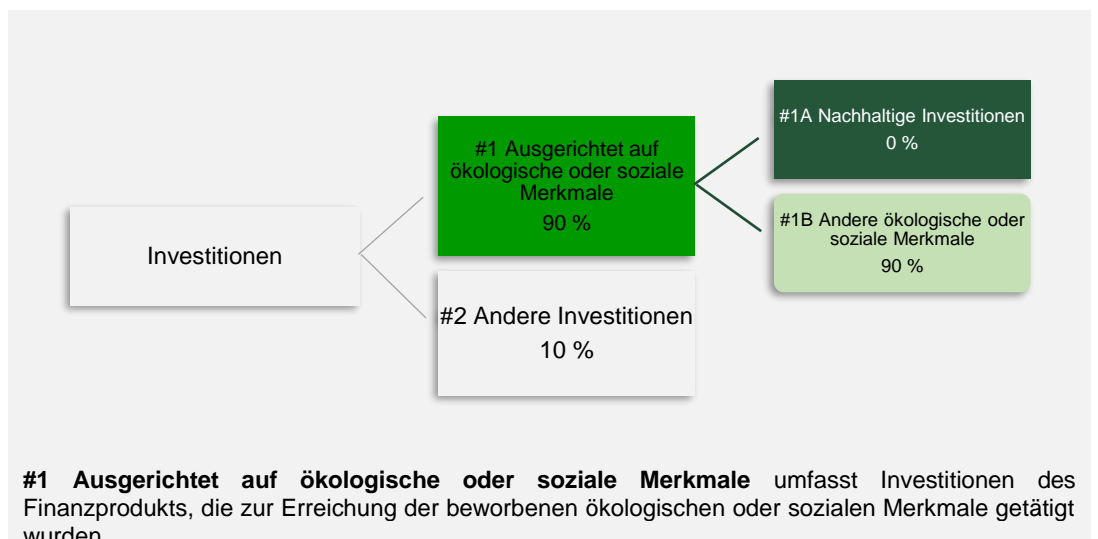 Investitionen
#1 Ausgerichtet auf
ökologische oder soziale
Merkmale
90 %
#2 Andere Investitionen
10 %
#1A Nachhaltige Investitionen
0 %
#1B Andere ökologische oder
soziale Merkmale
90 %
#1 Ausgerichtet auf ökologische oder soziale Merkmale umfasst Investitionen des
Finanzprodukts, die zur Erreichung der beworbenen ökologischen oder sozialen Merkmale getätigt
wurden